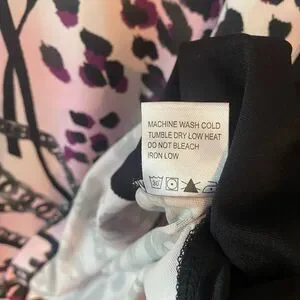 MACHINE WASH COLD
TUMBLE DRY LOW HEAT
DO NOT BLEACH
IRON LOW